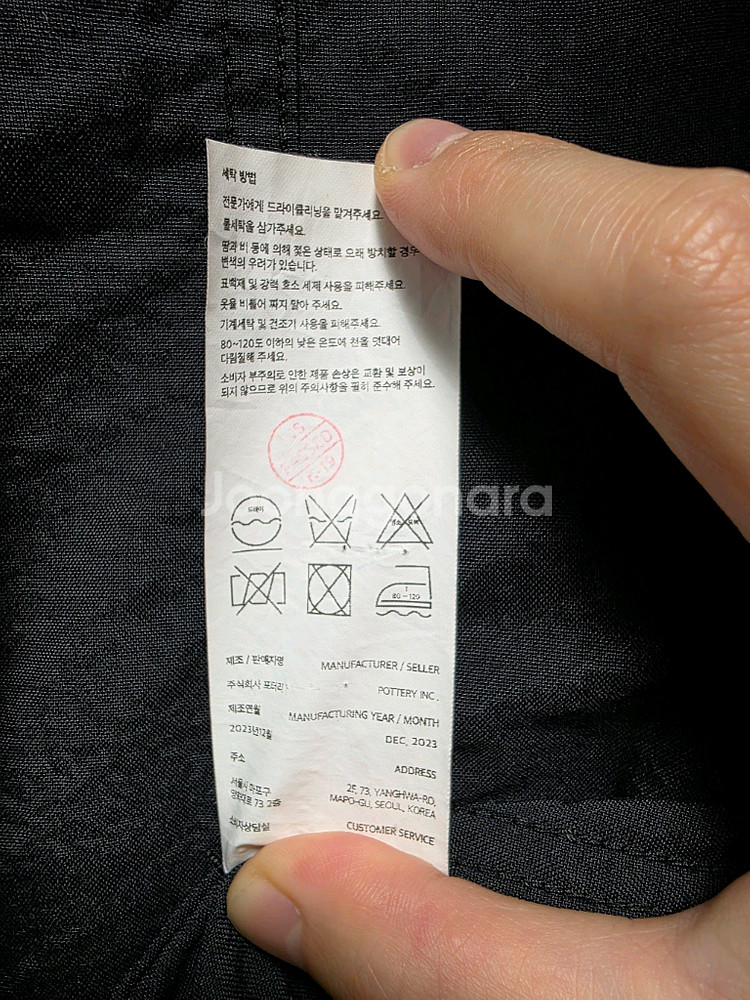 세탁 방법
전문가에게 드라이클리닝을 맡겨주세요.
물세탁을 삼가주세요.
땀과 비 등에 의해 젖은 상태로 오래 방치할 경우
변색의 우려가 있습니다.
표백제 및 강력 효소 세제 사용을 피해주세요.
옷을 비틀어 짜지 말아 주세요.
기계세탁 및 건조기 사용을 피해주세요.
80~120도 이하의 낮은 온도에 천을 덧대어
다림질해 주세요.
소비자 부주의로 인한 제품 손상은 교환 및 보상이
되지 않으므로 위의 주의사항을 필히 준수해 주세요.
Joonggonara
드라이
80~120
제조 / 판매자명 MANUFACTURER / SELLER
주식회사 포터리 POTTERY INC.
제조연월 MANUFACTURING YEAR / MONTH
2023년12월 DEC, 2023
주소 ADDRESS
서울시 마포구 2F, 73, YANGHWA-RO,
양화로 73 2층 MAPO-GU, SEOUL, KOREA
소비자상담실 CUSTOMER SERVICE